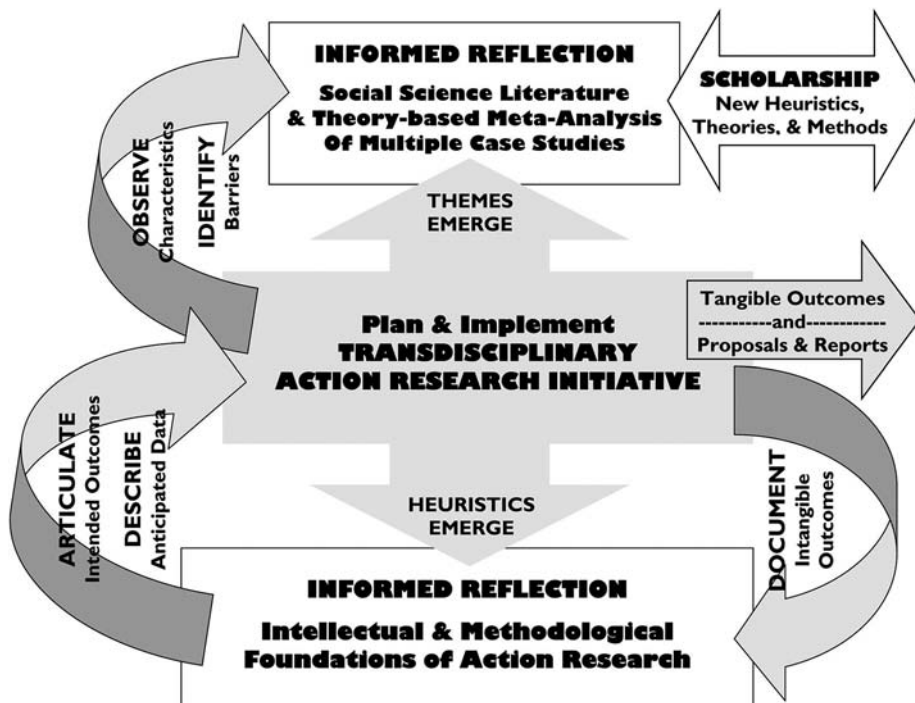 INFORMED REFLECTION
Social Science Literature
& Theory-based Meta-Analysis
Of Multiple Case Studies
SCHOLARSHIP
New Heuristics,
Theories, & Methods
OBSERVE
Characteristics
IDENTIFY
Barriers
THEMES
EMERGE
Plan & Implement
TRANSDISCIPLINARY
ACTION RESEARCH INITIATIVE
Tangible Outcomes
-----------and------------
Proposals & Reports
ARTICULATE
Intended Outcomes
DESCRIBE
Anticipated Data
HEURISTICS
EMERGE
DOCUMENT
Intangible
Outcomes
INFORMED REFLECTION
Intellectual & Methodological
Foundations of Action Research